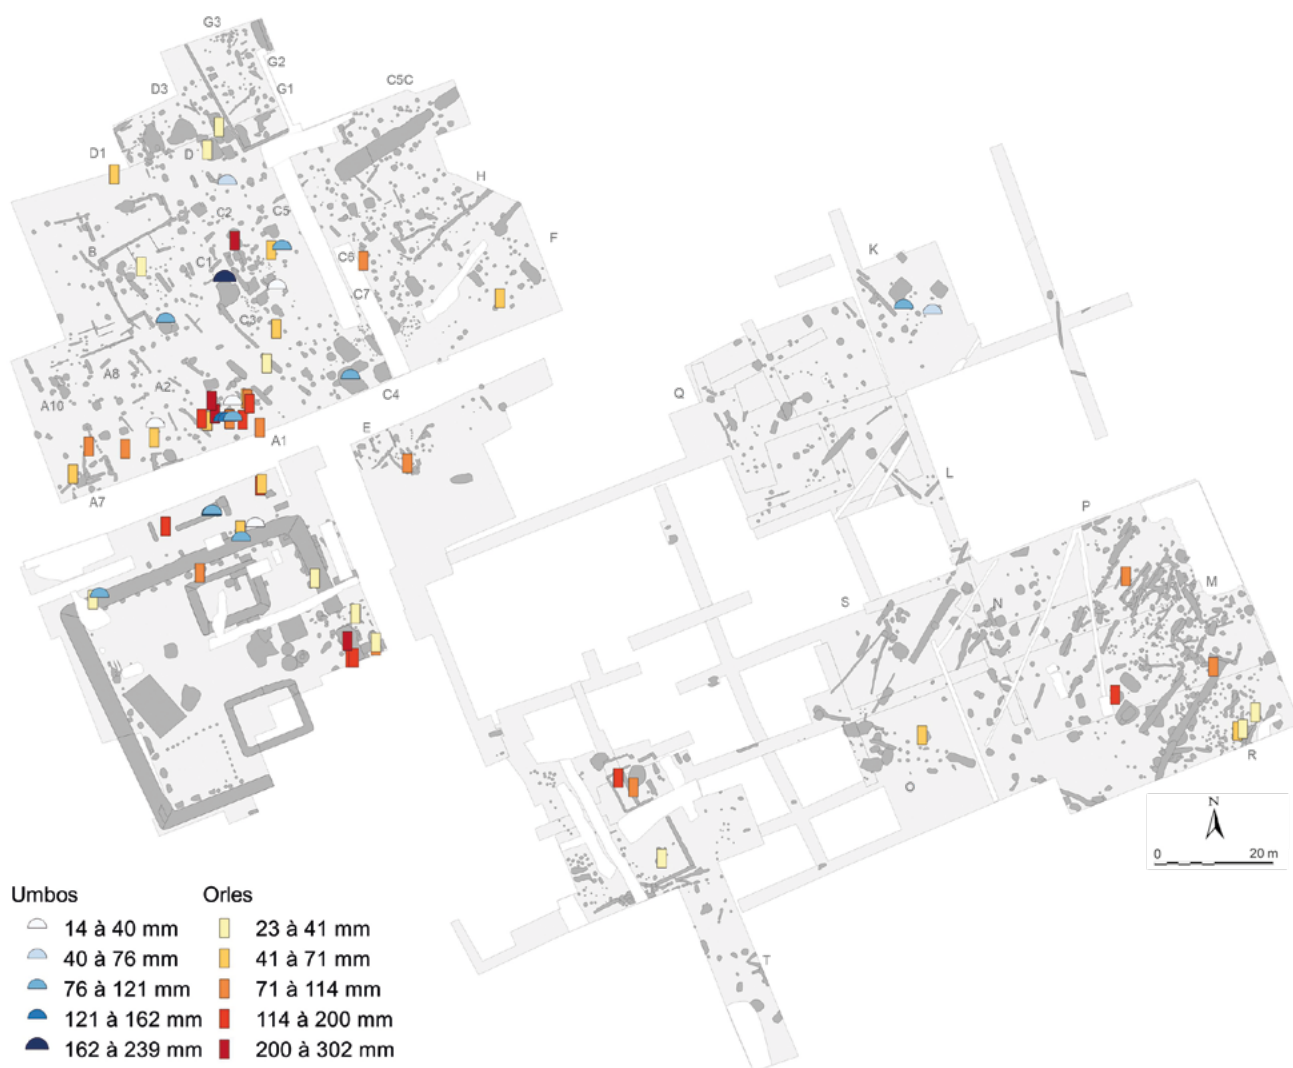 G3
G2
D3
G1
C5C
D1
D
H
C2
C5
F
B
C1
C6
K
C7
C3
A8
A2
Q
A10
C4
E
A1
L
A7
P
S
N
M
O
R
N
0 20 m
T
Umbos Orles
14 à 40 mm 23 à 41 mm
40 à 76 mm 41 à 71 mm
76 à 121 mm 71 à 114 mm
121 à 162 mm 114 à 200 mm
162 à 239 mm 200 à 302 mm